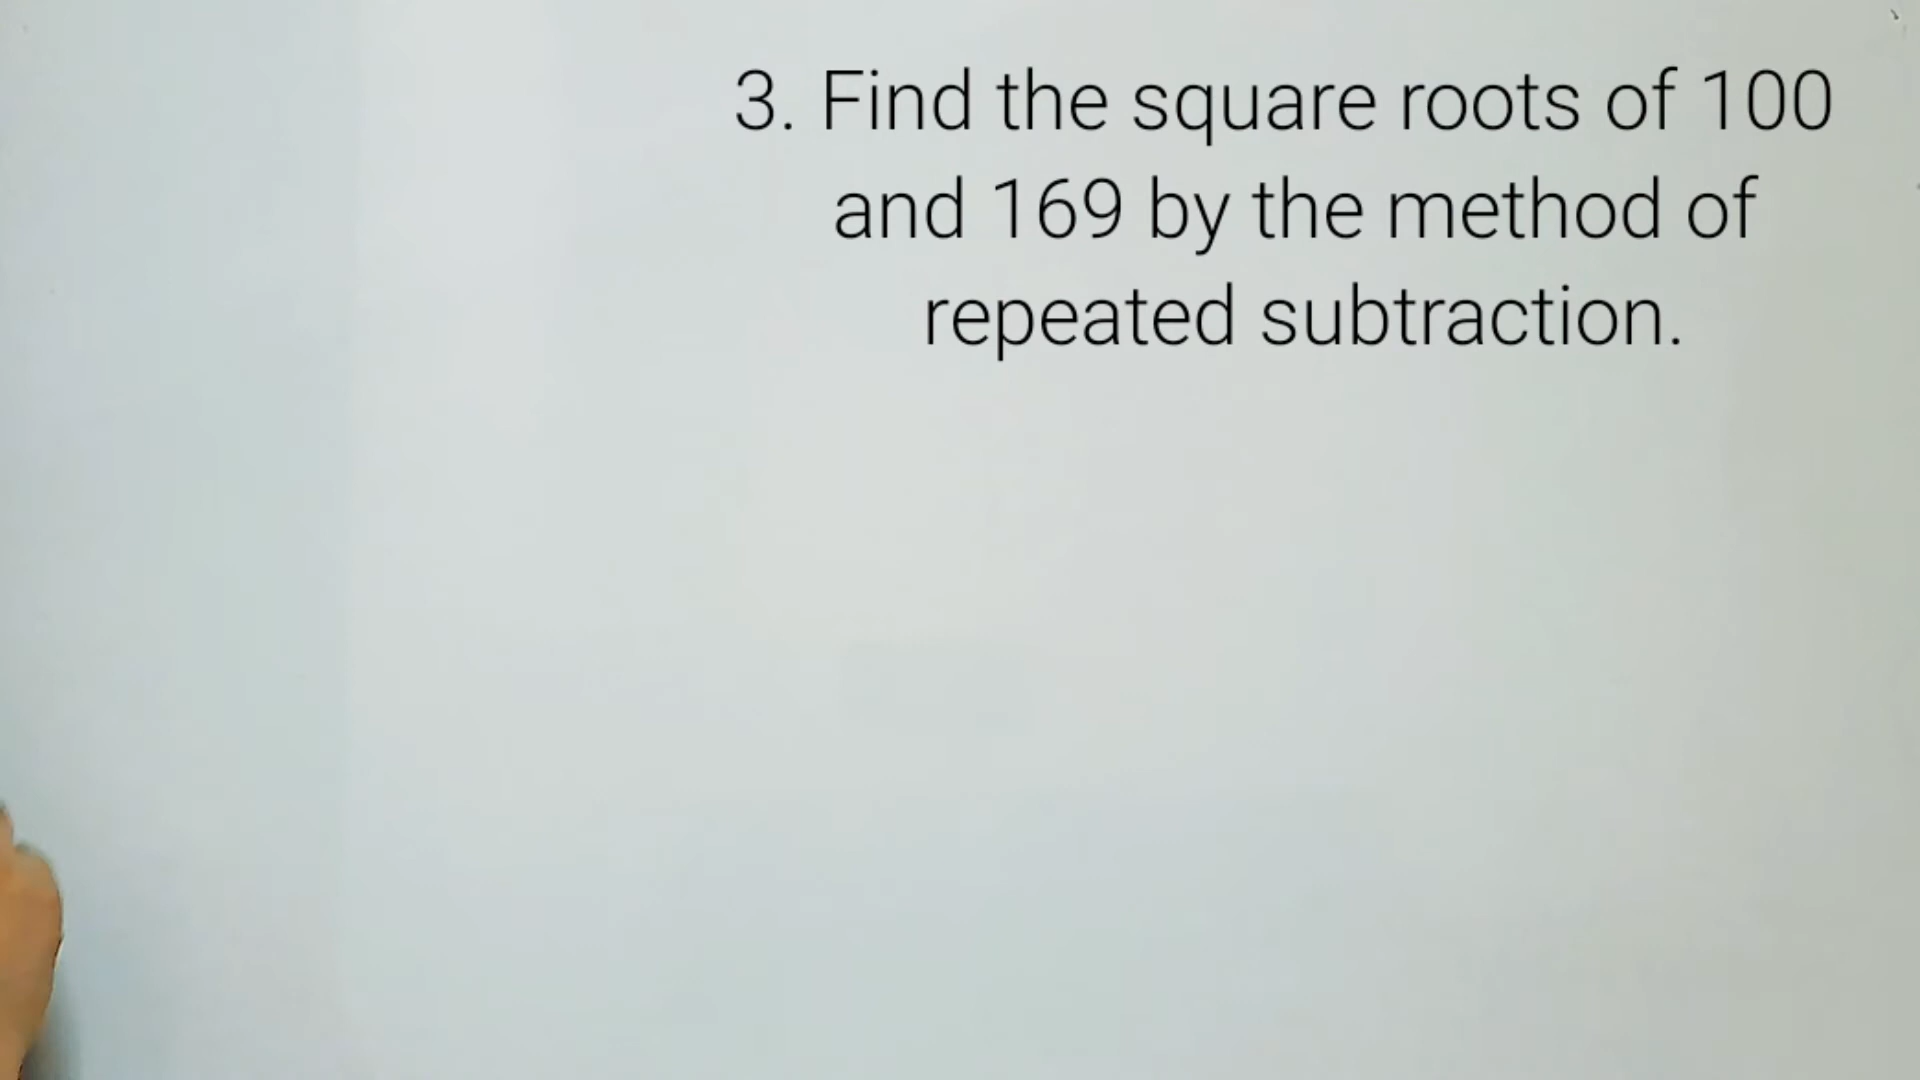 3. Find the square roots of 100
and 169 by the method of
repeated subtraction.